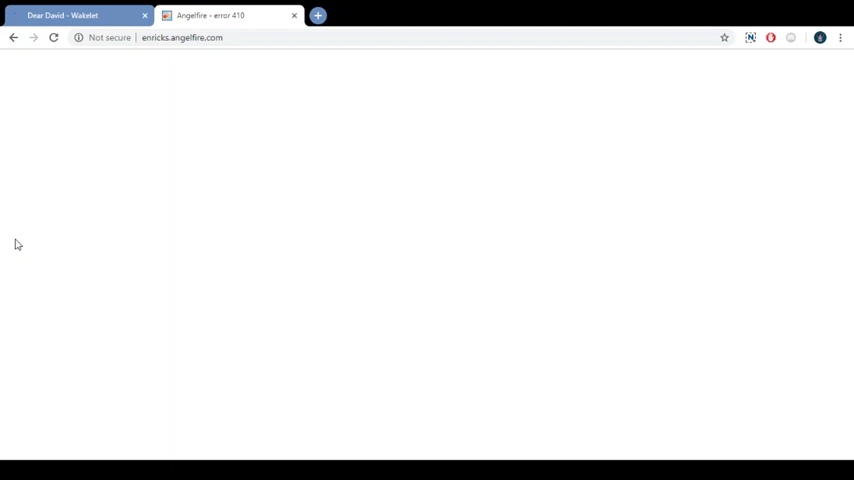 Dear David - Wakelet
Angelfire - error 410
Not secure
enricks.angelfire.com